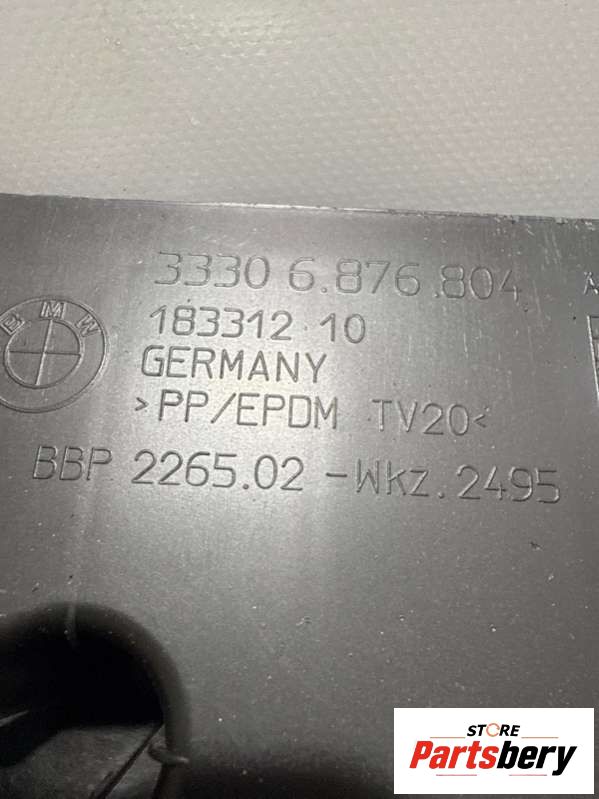 3330 6.876.804
BMW
183312 10
GERMANY
>PP/EPDM TV20<
BBP 2265.02 -Wkz.2495
STORE
Partsbery